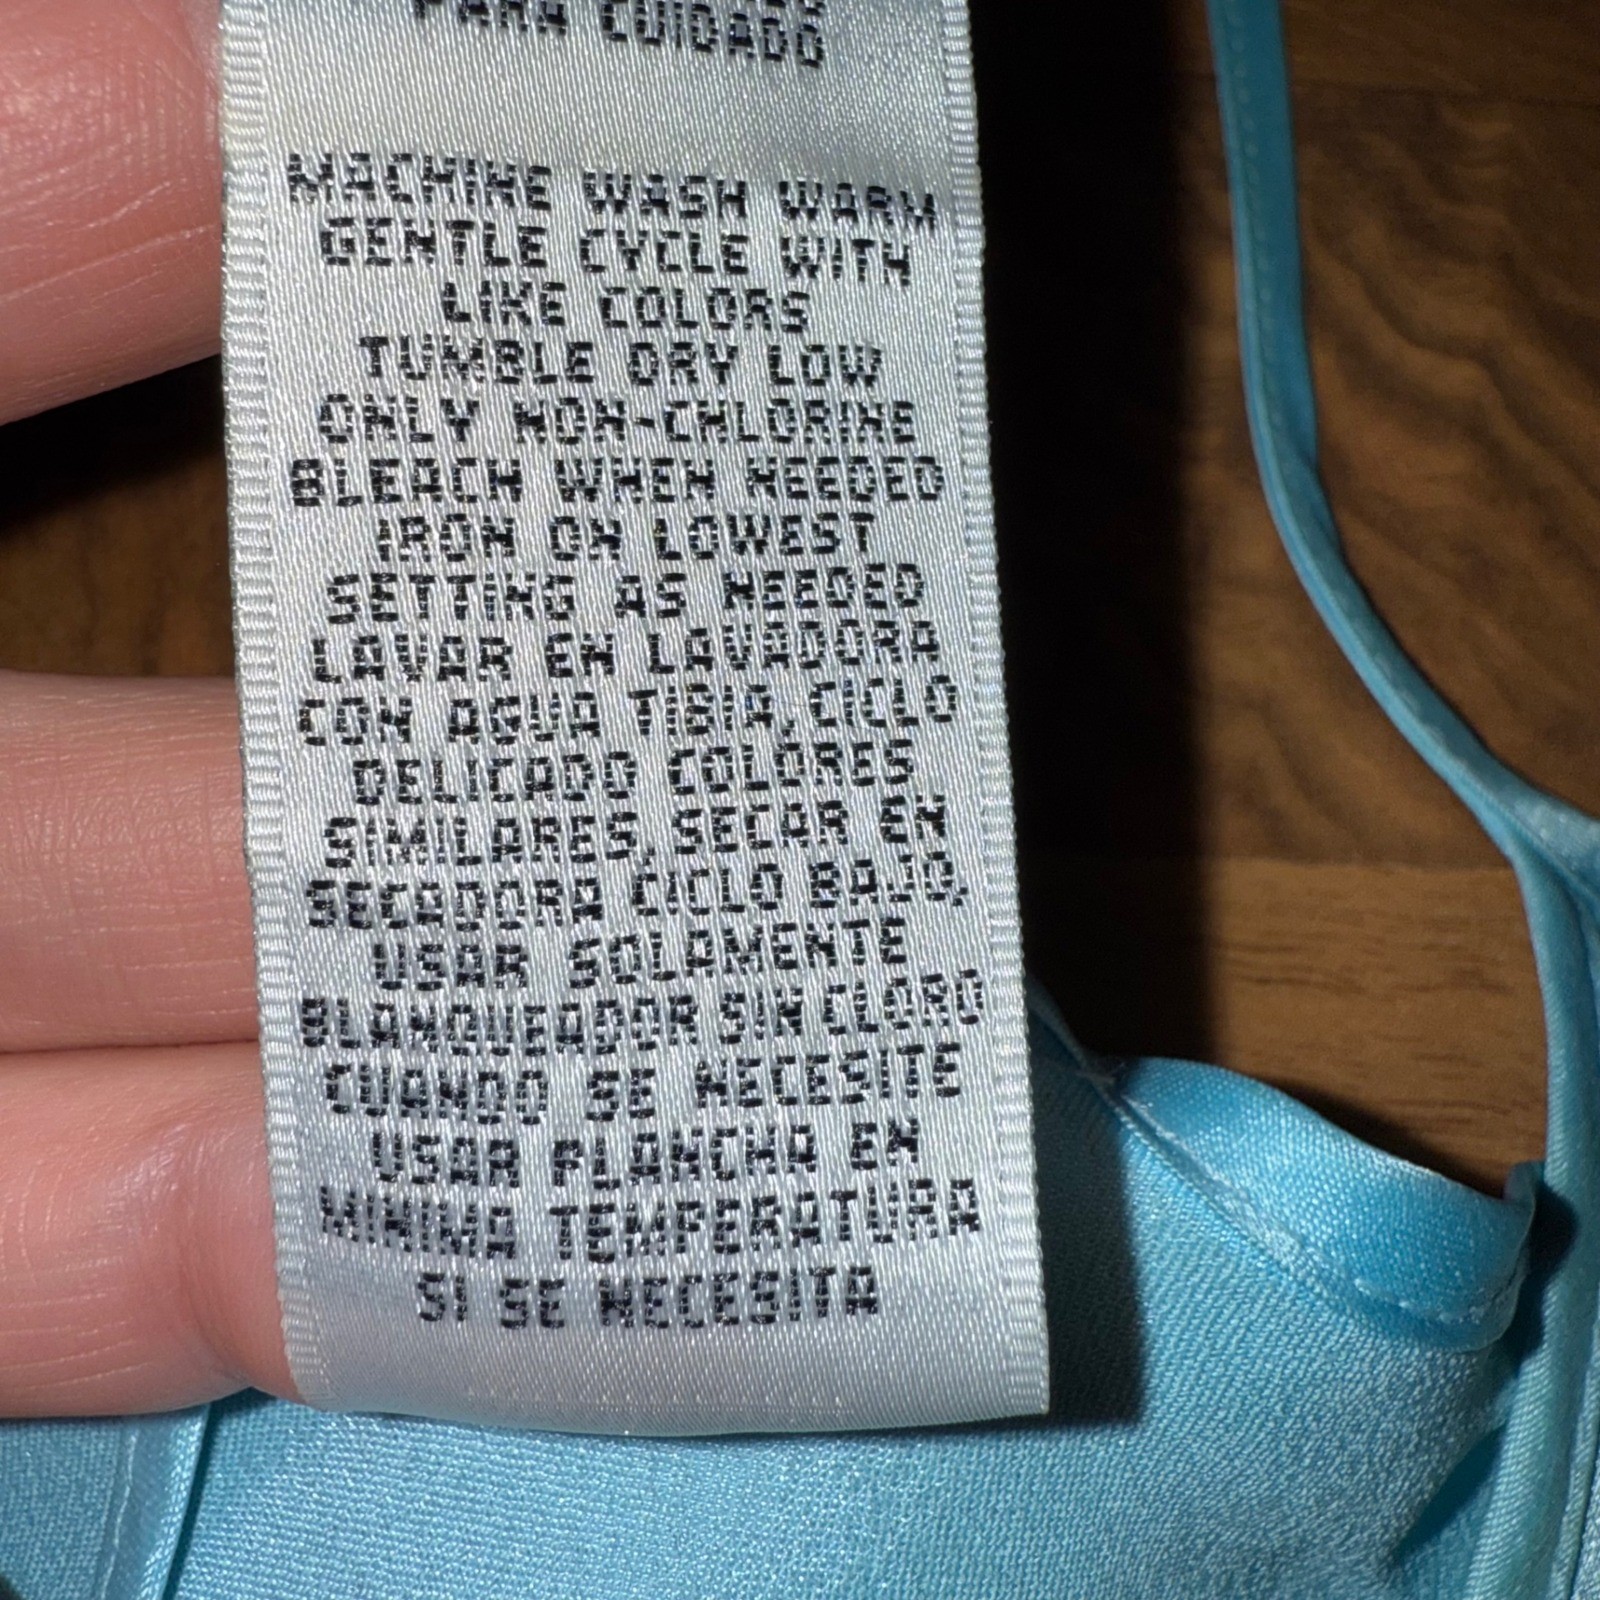 PARA CUIDADO
MACHINE WASH WARM
GENTLE CYCLE WITH
LIKE COLORS
TUMBLE DRY LOW
ONLY NON-CHLORINE
BLEACH WHEN NEEDED
IRON ON LOWEST
SETTING AS NEEDED
LAVAR EN LAVADORA
CON AGUA TIBIA, CICLO
DELICADO COLORES
SIMILARES, SECAR EN
SECADORA CICLO BAJO,
USAR SOLAMENTE
BLANQUEADOR SIN CLORO
CUANDO SE NECESITE
USAR PLANCHA EN
MINIMA TEMPERATURA
SI SE NECESITA